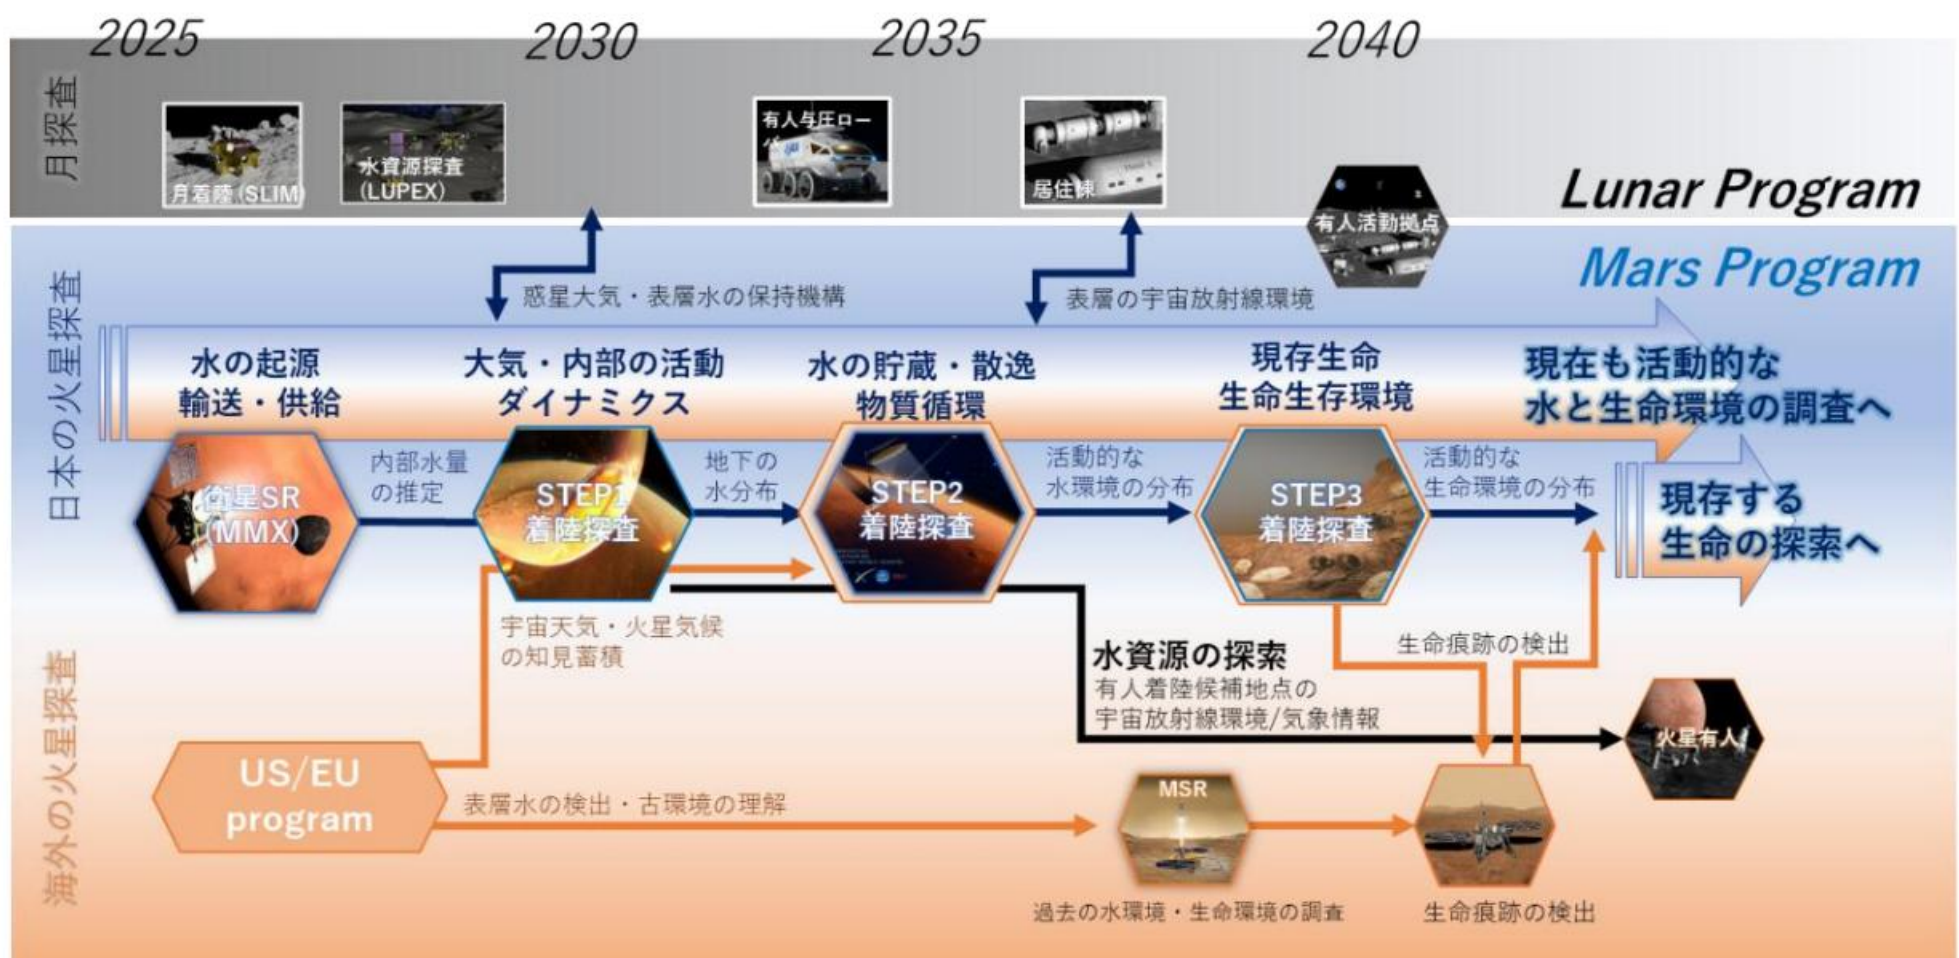 2025
2030
2035
2040
月探査
月着陸 (SLIM)
水資源探査
(LUPEX)
有人与圧ロー
バ
居住棟
有人活動拠点
Lunar Program
Mars Program
日本の火星探査
惑星大気・表層水の保持機構
表層の宇宙放射線環境
水の起源
輸送・供給
大気・内部の活動
ダイナミクス
水の貯蔵・散逸
物質循環
現存生命
生命生存環境
現在も活動的な
水と生命環境の調査へ
衛星SR
(MMX)
内部水量
の推定
STEP1
着陸探査
地下の
水分布
STEP2
着陸探査
活動的な
水環境の分布
STEP3
着陸探査
活動的な
生命環境の分布
現存する
生命の探索へ
海外の火星探査
宇宙天気・火星気候
の知見蓄積
水資源の探索
有人着陸候補地点の
宇宙放射線環境/気象情報
生命痕跡の検出
火星有人
US/EU
program
表層水の検出・古環境の理解
MSR
過去の水環境・生命環境の調査
生命痕跡の検出